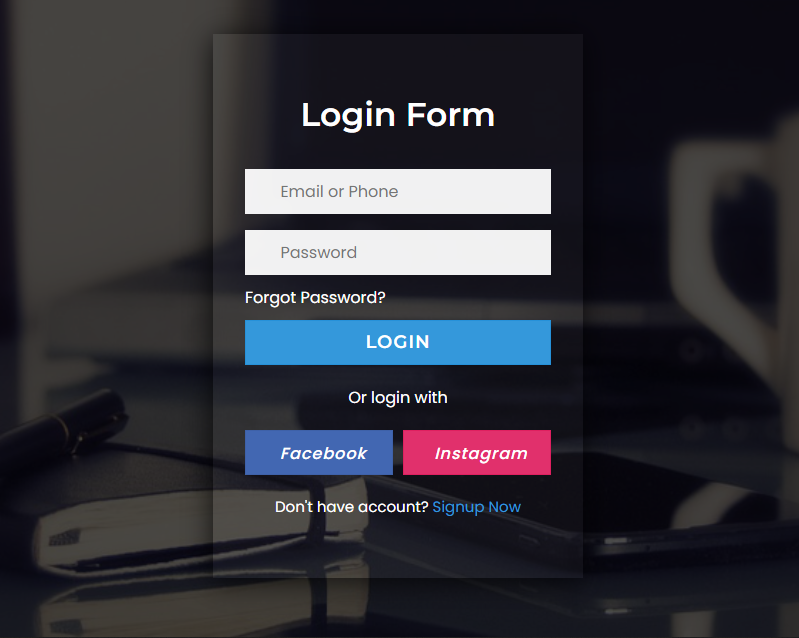 Login Form
Email or Phone
Password
Forgot Password?
LOGIN
Or login with
Facebook Instagram
Don't have account? Signup Now